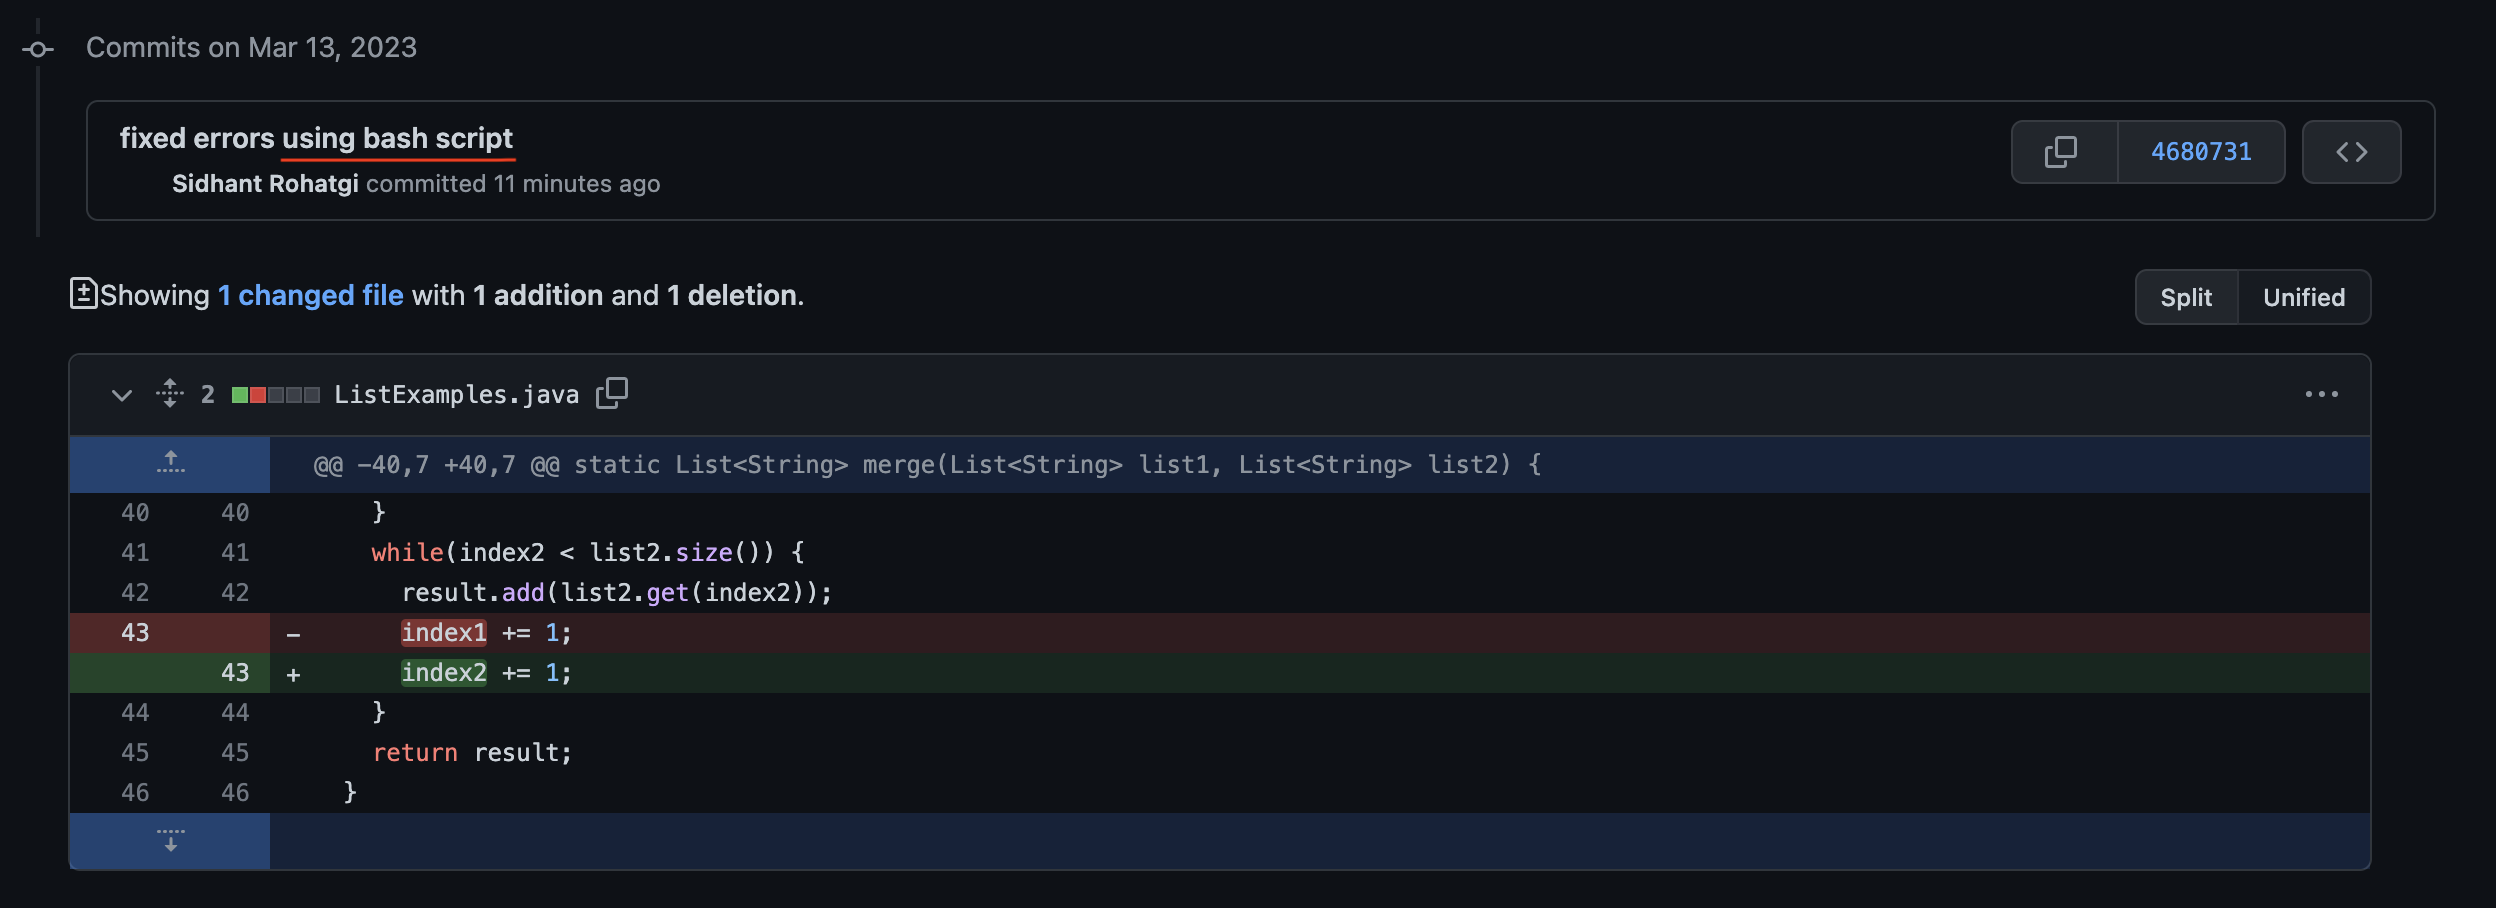 Commits on Mar 13, 2023
fixed errors using bash script
4680731
Sidhant Rohatgi committed 11 minutes ago
Showing 1 changed file with 1 addition and 1 deletion.
Split Unified
2 ListExamples.java
@@ -40,7 +40,7 @@ static List<String> merge(List<String> list1, List<String> list2) {
40 40 }
41 41 while(index2 < list2.size()) {
42 42 result.add(list2.get(index2));
43 - index1 += 1;
43 + index2 += 1;
44 44 }
45 45 return result;
46 46 }